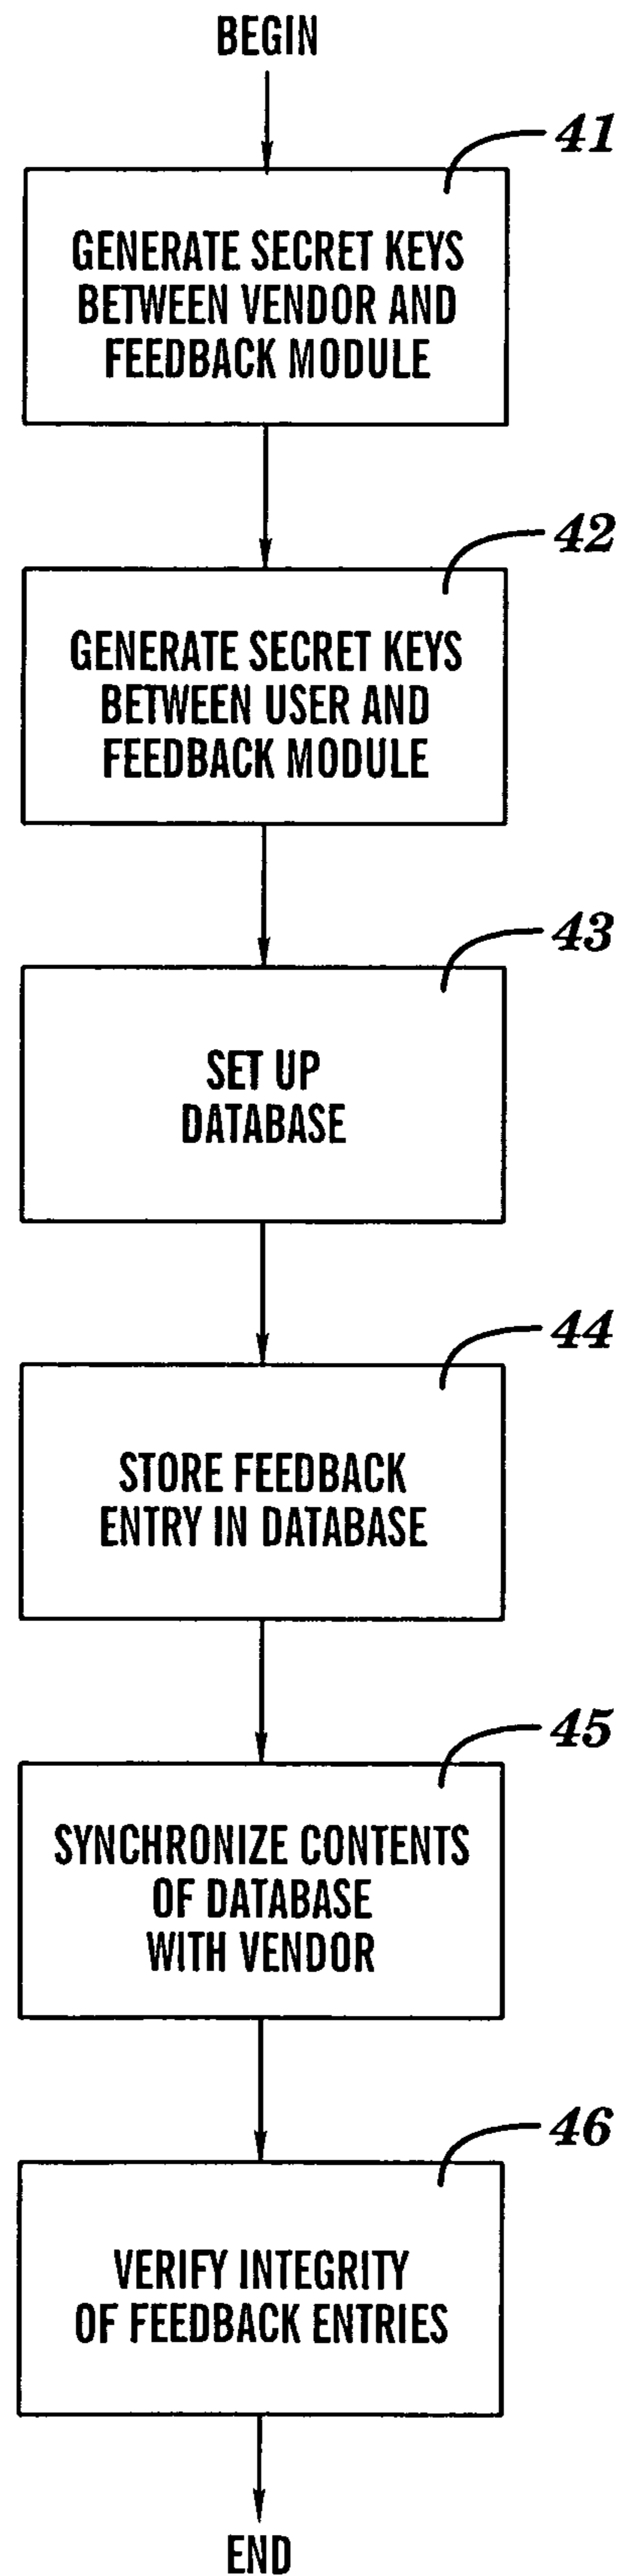 BEGIN
41
GENERATE SECRET KEYS
BETWEEN VENDOR AND
FEEDBACK MODULE
42
GENERATE SECRET KEYS
BETWEEN USER AND
FEEDBACK MODULE
43
SET UP
DATABASE
44
STORE FEEDBACK
ENTRY IN DATABASE
45
SYNCHRONIZE CONTENTS
OF DATABASE
WITH VENDOR
46
VERIFY INTEGRITY
OF FEEDBACK ENTRIES
END